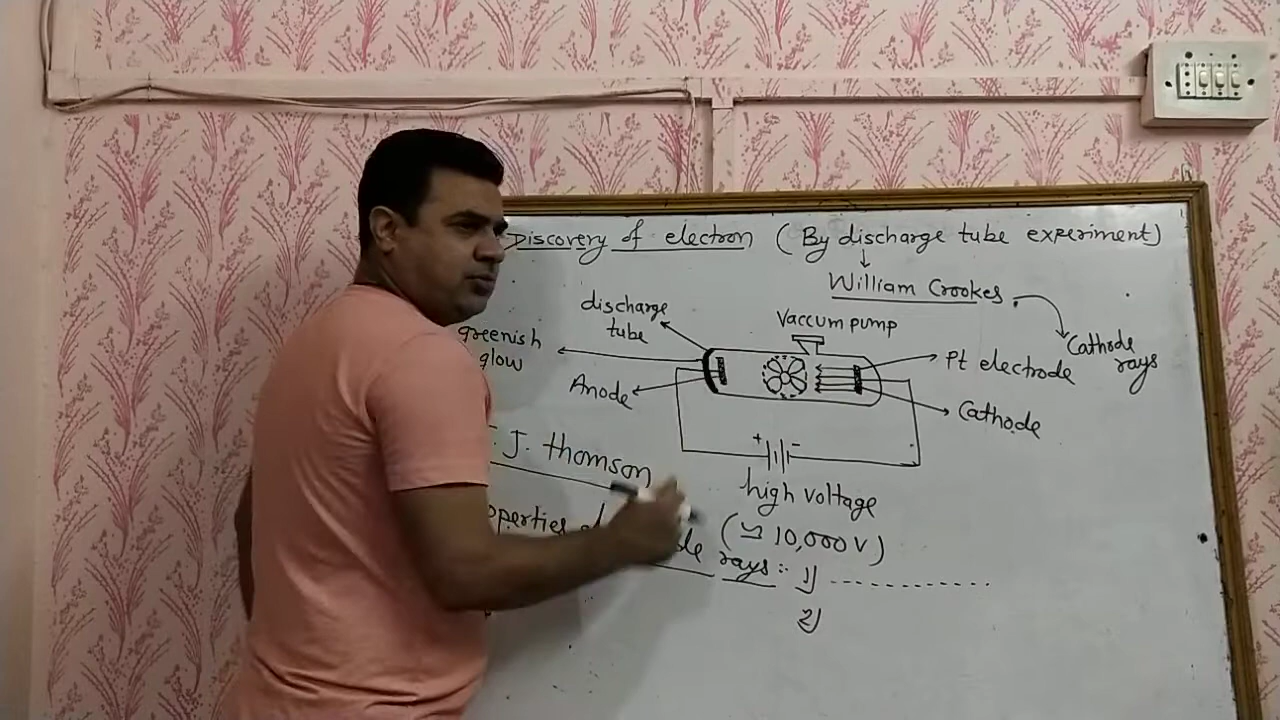 Discovery of electron ( By discharge tube experiment)
William Crookes
Cathode
rays
discharge
tube
Vaccum pump
greenish
glow
Pt electrode
Anode
Cathode
+ -
J. thomson
high voltage
(≃ 10,000 V)
rays :- 1)
2)